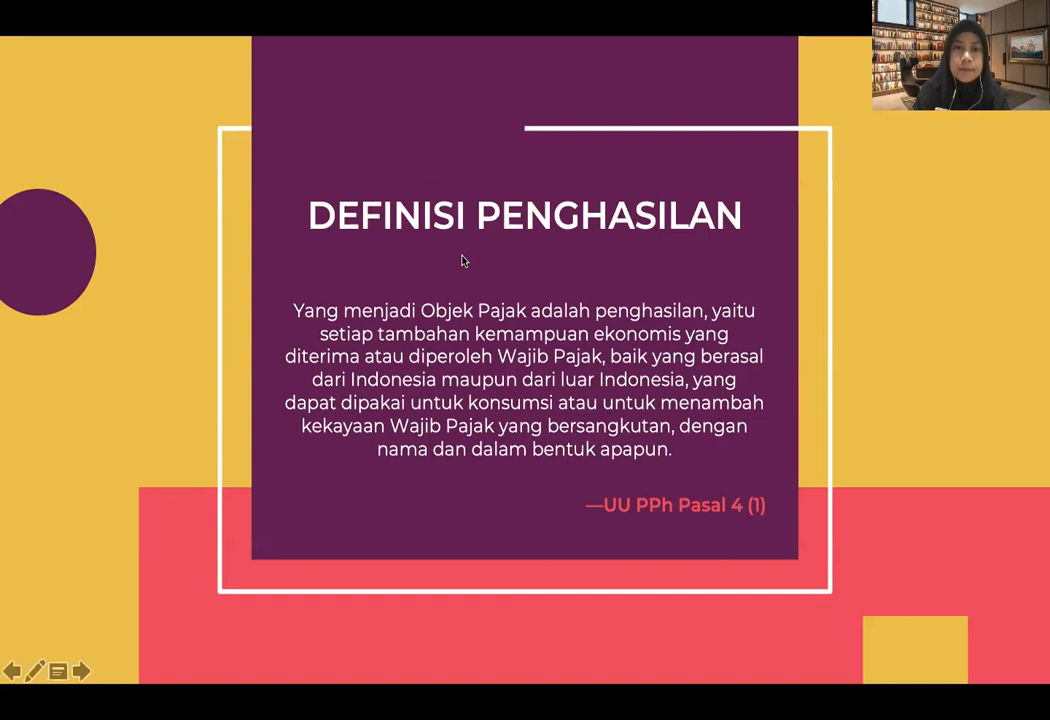 DEFINISI PENGHASILAN
Yang menjadi Objek Pajak adalah penghasilan, yaitu
setiap tambahan kemampuan ekonomis yang
diterima atau diperoleh Wajib Pajak, baik yang berasal
dari Indonesia maupun dari luar Indonesia, yang
dapat dipakai untuk konsumsi atau untuk menambah
kekayaan Wajib Pajak yang bersangkutan, dengan
nama dan dalam bentuk apapun.
—UU PPh Pasal 4 (1)